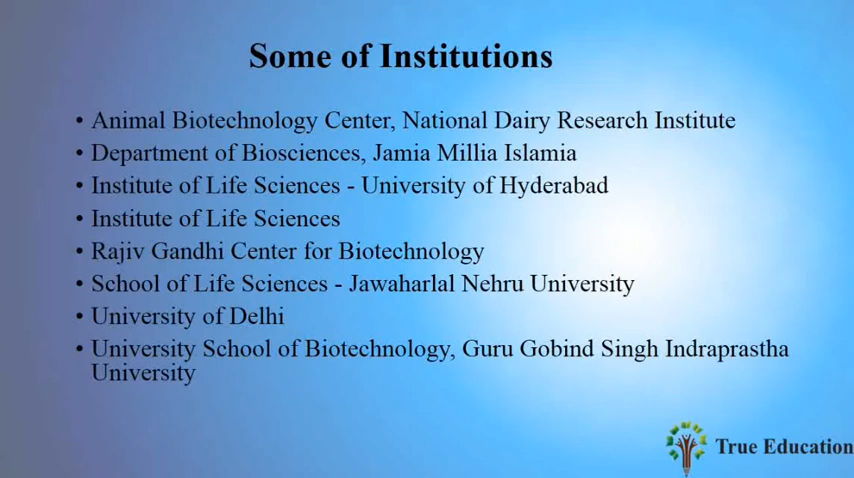 Some of Institutions
• Animal Biotechnology Center, National Dairy Research Institute
• Department of Biosciences, Jamia Millia Islamia
• Institute of Life Sciences - University of Hyderabad
• Institute of Life Sciences
• Rajiv Gandhi Center for Biotechnology
• School of Life Sciences - Jawaharlal Nehru University
• University of Delhi
• University School of Biotechnology, Guru Gobind Singh Indraprastha
University
True Education